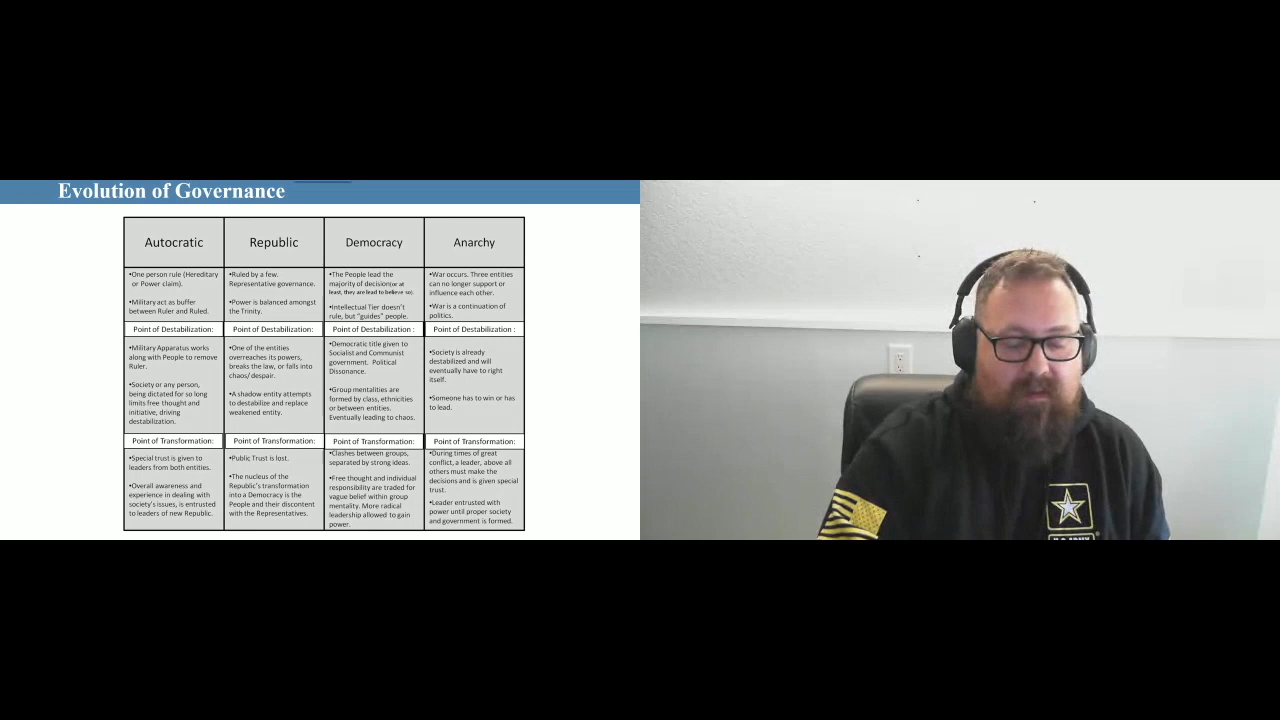 Evolution of Governance
Autocratic
Republic
Democracy
Anarchy
•One person rule (Hereditary
or Power claim).
•Military act as buffer
between Ruler and Ruled.
•Ruled by a few.
Representative governance.
•Power is balanced amongst
the Trinity.
•The People lead the
majority of decision(or at
least, they are lead to believe so).
•Intellectual Tier doesn't
rule, but "guides" people.
•War occurs. Three entities
can no longer support or
influence each other.
•War is a continuation of
politics.
Point of Destabilization:
Point of Destabilization:
Point of Destabilization :
Point of Destabilization :
•Military Apparatus works
along with People to remove
Ruler.
•Society or any person,
being dictated for so long
limits free thought and
initiative, driving
destabilization.
•One of the entities
overreaches its powers,
breaks the law, or falls into
chaos/despair.
•A shadow entity attempts
to destabilize and replace
weakened entity.
•Democratic title given to
Socialist and Communist
government.  Political
Dissonance.
•Group mentalities are
formed by class, ethnicities
or between entities.
Eventually leading to chaos.
•Society is already
destabilized and will
eventually have to right
itself.
•Someone has to win or has
to lead.
Point of Transformation:
Point of Transformation:
Point of Transformation:
Point of Transformation:
•Special trust is given to
leaders from both entities.
•Overall awareness and
experience in dealing with
society's issues, is entrusted
to leaders of new Republic.
•Public Trust is lost.
•The nucleus of the
Republic's transformation
into a Democracy is the
People and their discontent
with the Representatives.
•Clashes between groups,
separated by strong ideas.
•Free thought and individual
responsibility are traded for
vague belief within group
mentality. More radical
leadership allowed to gain
power.
•During times of great
conflict, a leader, above all
others must make the
decisions and is given special
trust.
•Leader entrusted with
power until proper society
and government is formed.
U.S. ARMY